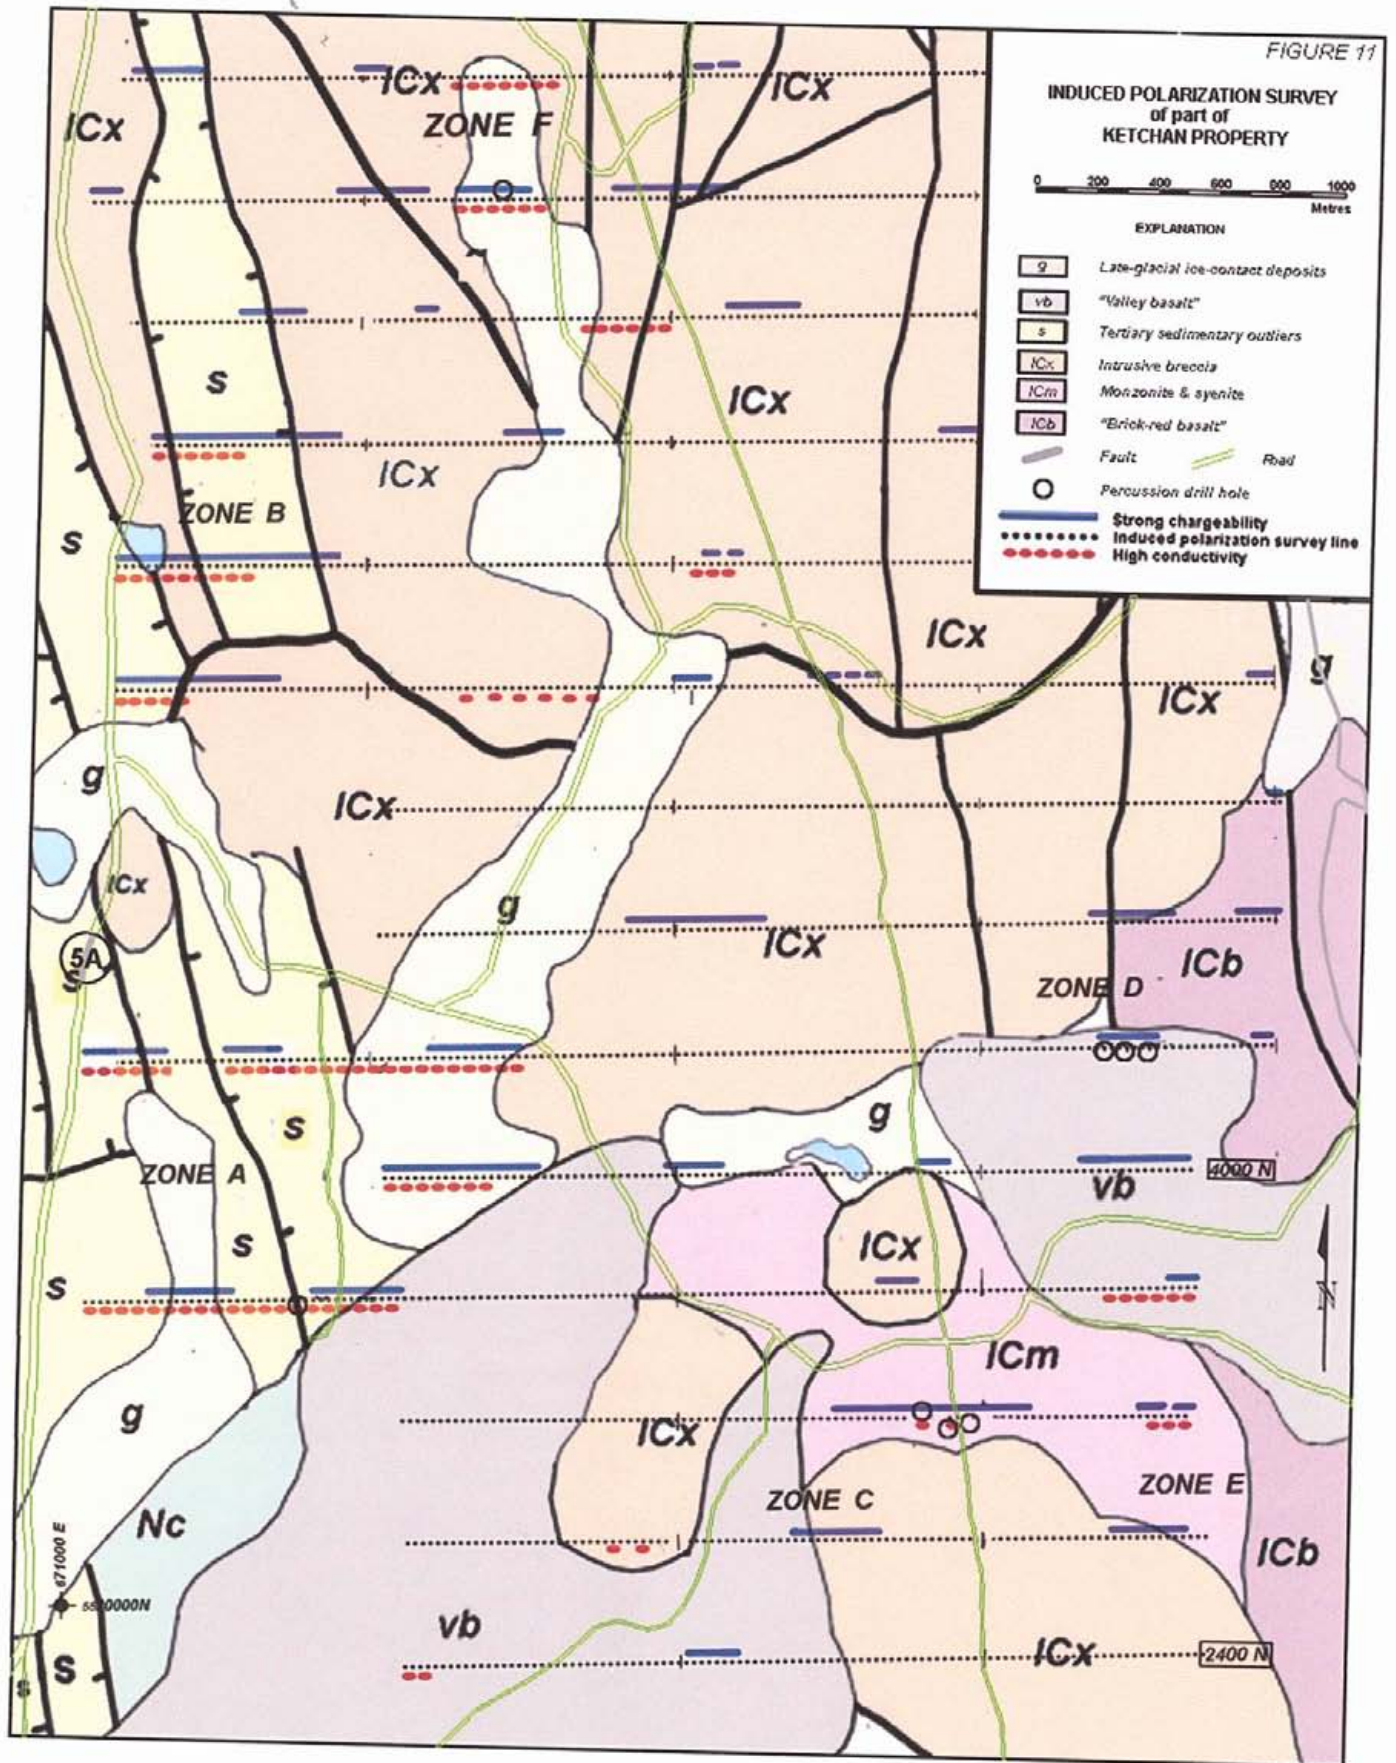 FIGURE 11
INDUCED POLARIZATION SURVEY
of part of
KETCHAN PROPERTY
0 200 400 600 800 1000
Metres
EXPLANATION
g Late-glacial ice-contact deposits
vb "Valley basalt"
s Tertiary sedimentary outliers
ICx Intrusive breccia
ICm Monzonite & syenite
ICb "Brick-red basalt"
Fault Road
Percussion drill hole
Strong chargeability
Induced polarization survey line
High conductivity
ICx
ICx
ICx
ZONE F
s
ICx
ICx
ZONE B
s
ICx
ICx
g
g
ICx
ICx
g
ICx
ICb
5A
s
ZONE D
s
g
ZONE A
4000 N
vb
s
ICx
s
ICm
g
ICx
ZONE C
ZONE E
Nc
ICb
671000 E
vb
ICx
2400 N
s
s